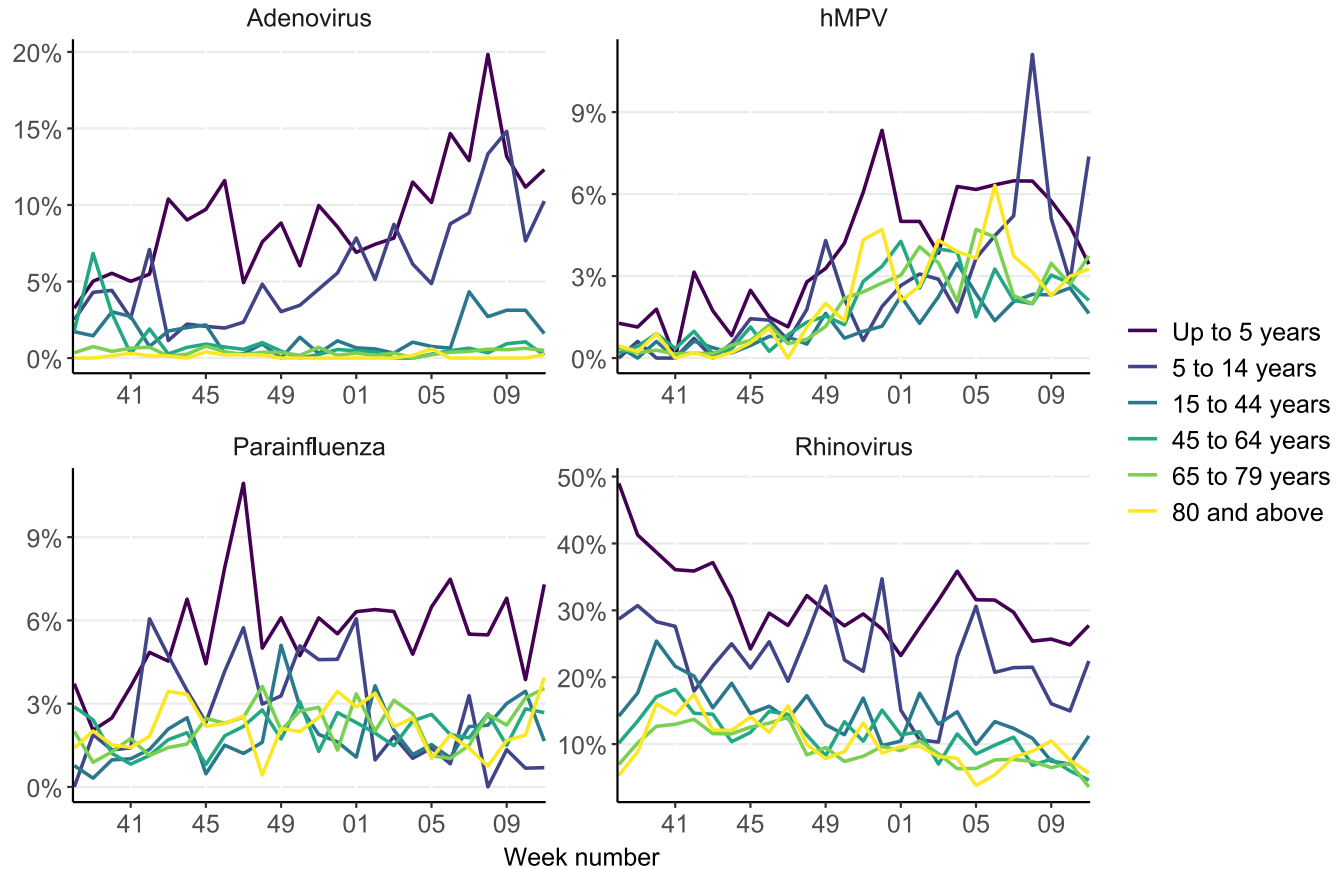 Adenovirus
20%
15%
10%
5%
0%
41 45 49 01 05 09
hMPV
9%
6%
3%
0%
41 45 49 01 05 09
Parainfluenza
9%
6%
3%
0%
41 45 49 01 05 09
Rhinovirus
50%
40%
30%
20%
10%
41 45 49 01 05 09
Week number
Up to 5 years
5 to 14 years
15 to 44 years
45 to 64 years
65 to 79 years
80 and above